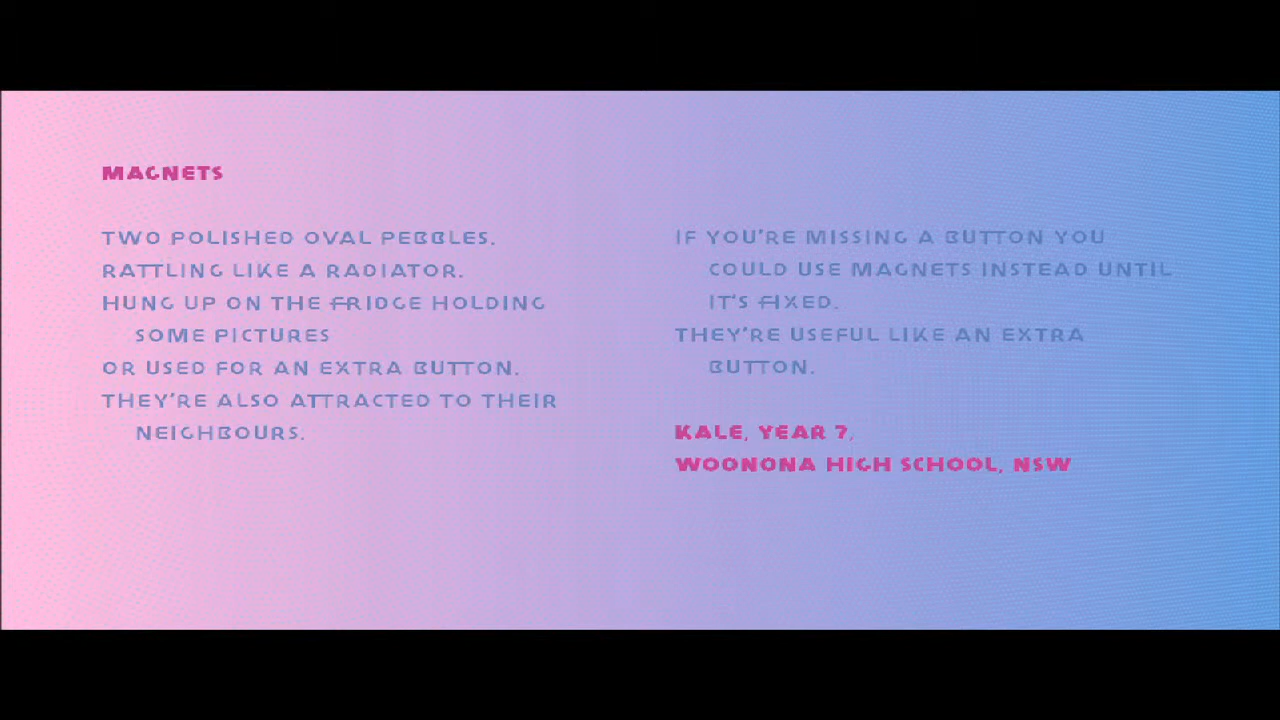 MAGNETS
TWO POLISHED OVAL PEBBLES.
RATTLING LIKE A RADIATOR.
HUNG UP ON THE FRIDGE HOLDING
SOME PICTURES
OR USED FOR AN EXTRA BUTTON.
THEY'RE ALSO ATTRACTED TO THEIR
NEIGHBOURS.
IF YOU'RE MISSING A BUTTON YOU
COULD USE MAGNETS INSTEAD UNTIL
IT'S FIXED.
THEY'RE USEFUL LIKE AN EXTRA
BUTTON.
KALE, YEAR 7,
WOONONA HIGH SCHOOL, NSW